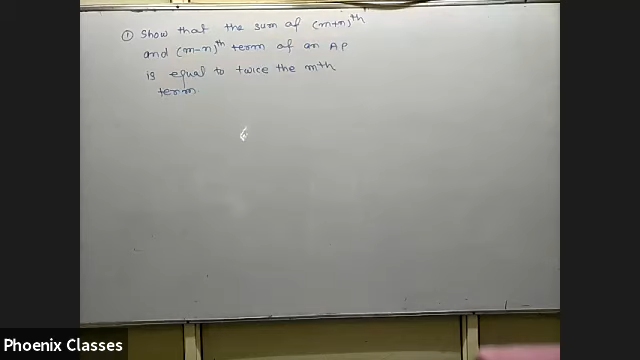 ① Show that the sum of (m+n)th
and (m-n)th term of an AP
is equal to twice the mth
term.
Phoenix Classes